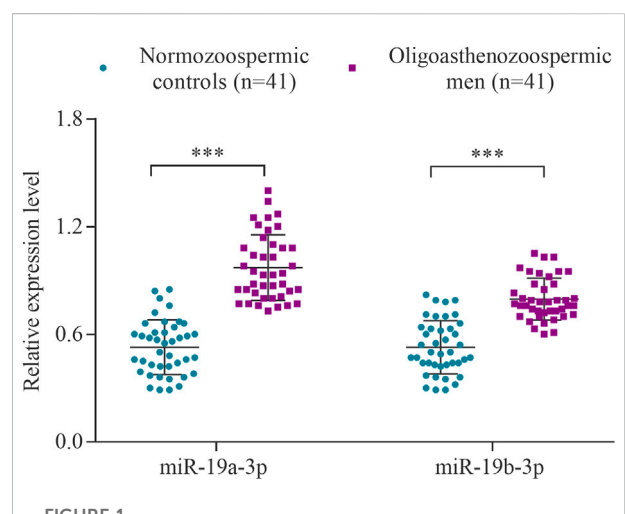 Normozoospermic
controls (n=41)
Oligoasthenozoospermic
men (n=41)
Relative expression level
1.8
1.2
0.6
0.0
***
***
miR-19a-3p
miR-19b-3p
FIGURE 1